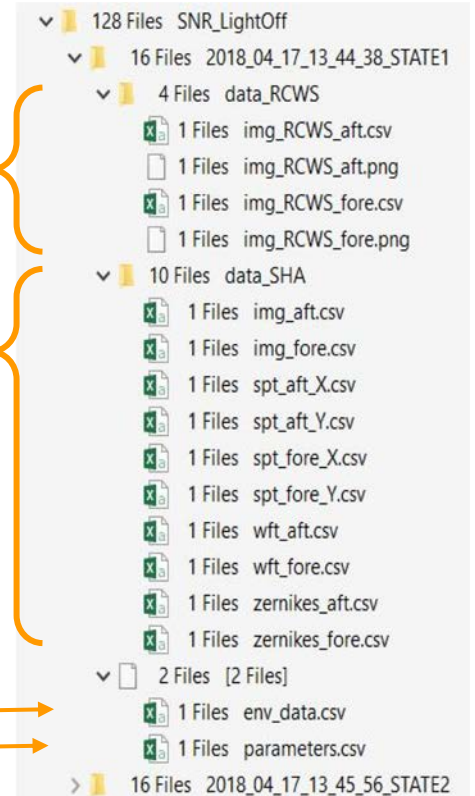 128 Files SNR_LightOff
16 Files 2018_04_17_13_44_38_STATE1
4 Files data_RCWS
1 Files img_RCWS_aft.csv
1 Files img_RCWS_aft.png
1 Files img_RCWS_fore.csv
1 Files img_RCWS_fore.png
10 Files data_SHA
1 Files img_aft.csv
1 Files img_fore.csv
1 Files spt_aft_X.csv
1 Files spt_aft_Y.csv
1 Files spt_fore_X.csv
1 Files spt_fore_Y.csv
1 Files wft_aft.csv
1 Files wft_fore.csv
1 Files zernikes_aft.csv
1 Files zernikes_fore.csv
2 Files [2 Files]
1 Files env_data.csv
1 Files parameters.csv
16 Files 2018_04_17_13_45_56_STATE2